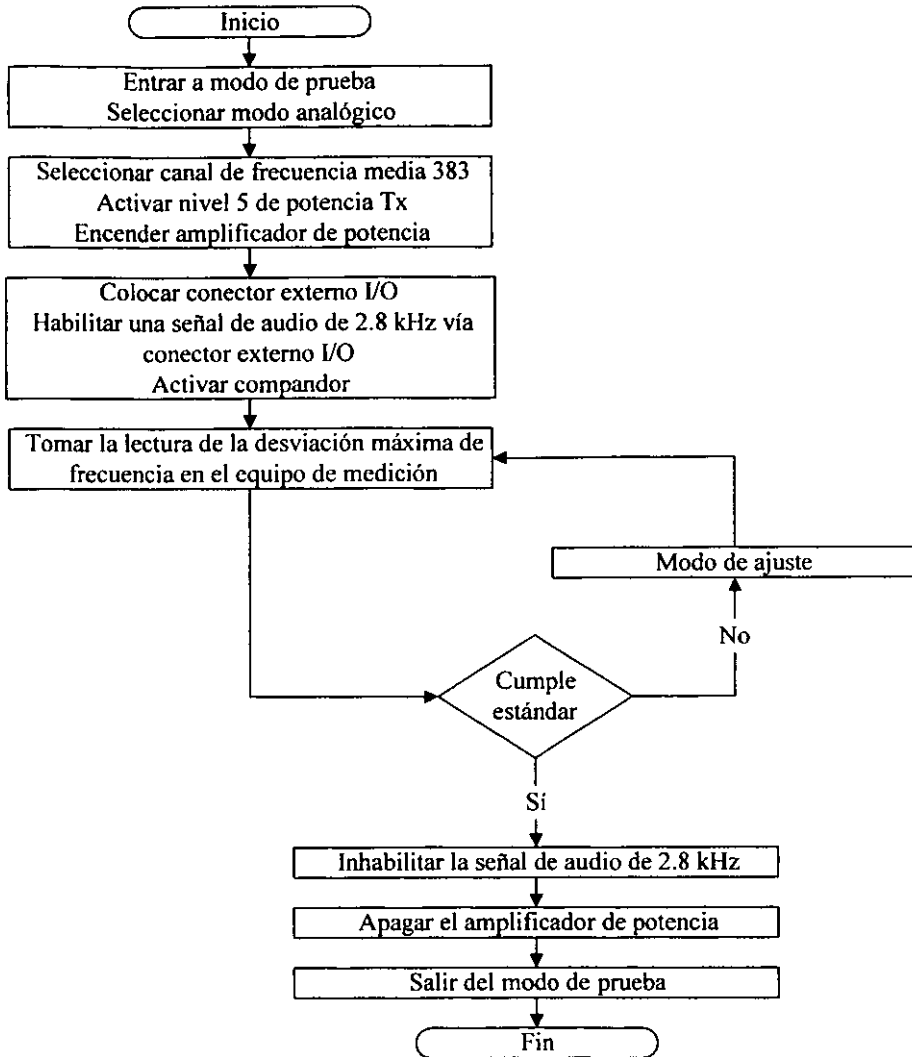 Inicio
Entrar a modo de prueba
Seleccionar modo analógico
Seleccionar canal de frecuencia media 383
Activar nivel 5 de potencia Tx
Encender amplificador de potencia
Colocar conector externo I/O
Habilitar una señal de audio de 2.8 kHz vía
conector externo I/O
Activar compandor
Tomar la lectura de la desviación máxima de
frecuencia en el equipo de medición
Modo de ajuste
No
Cumple
estándar
Sí
Inhabilitar la señal de audio de 2.8 kHz
Apagar el amplificador de potencia
Salir del modo de prueba
Fin